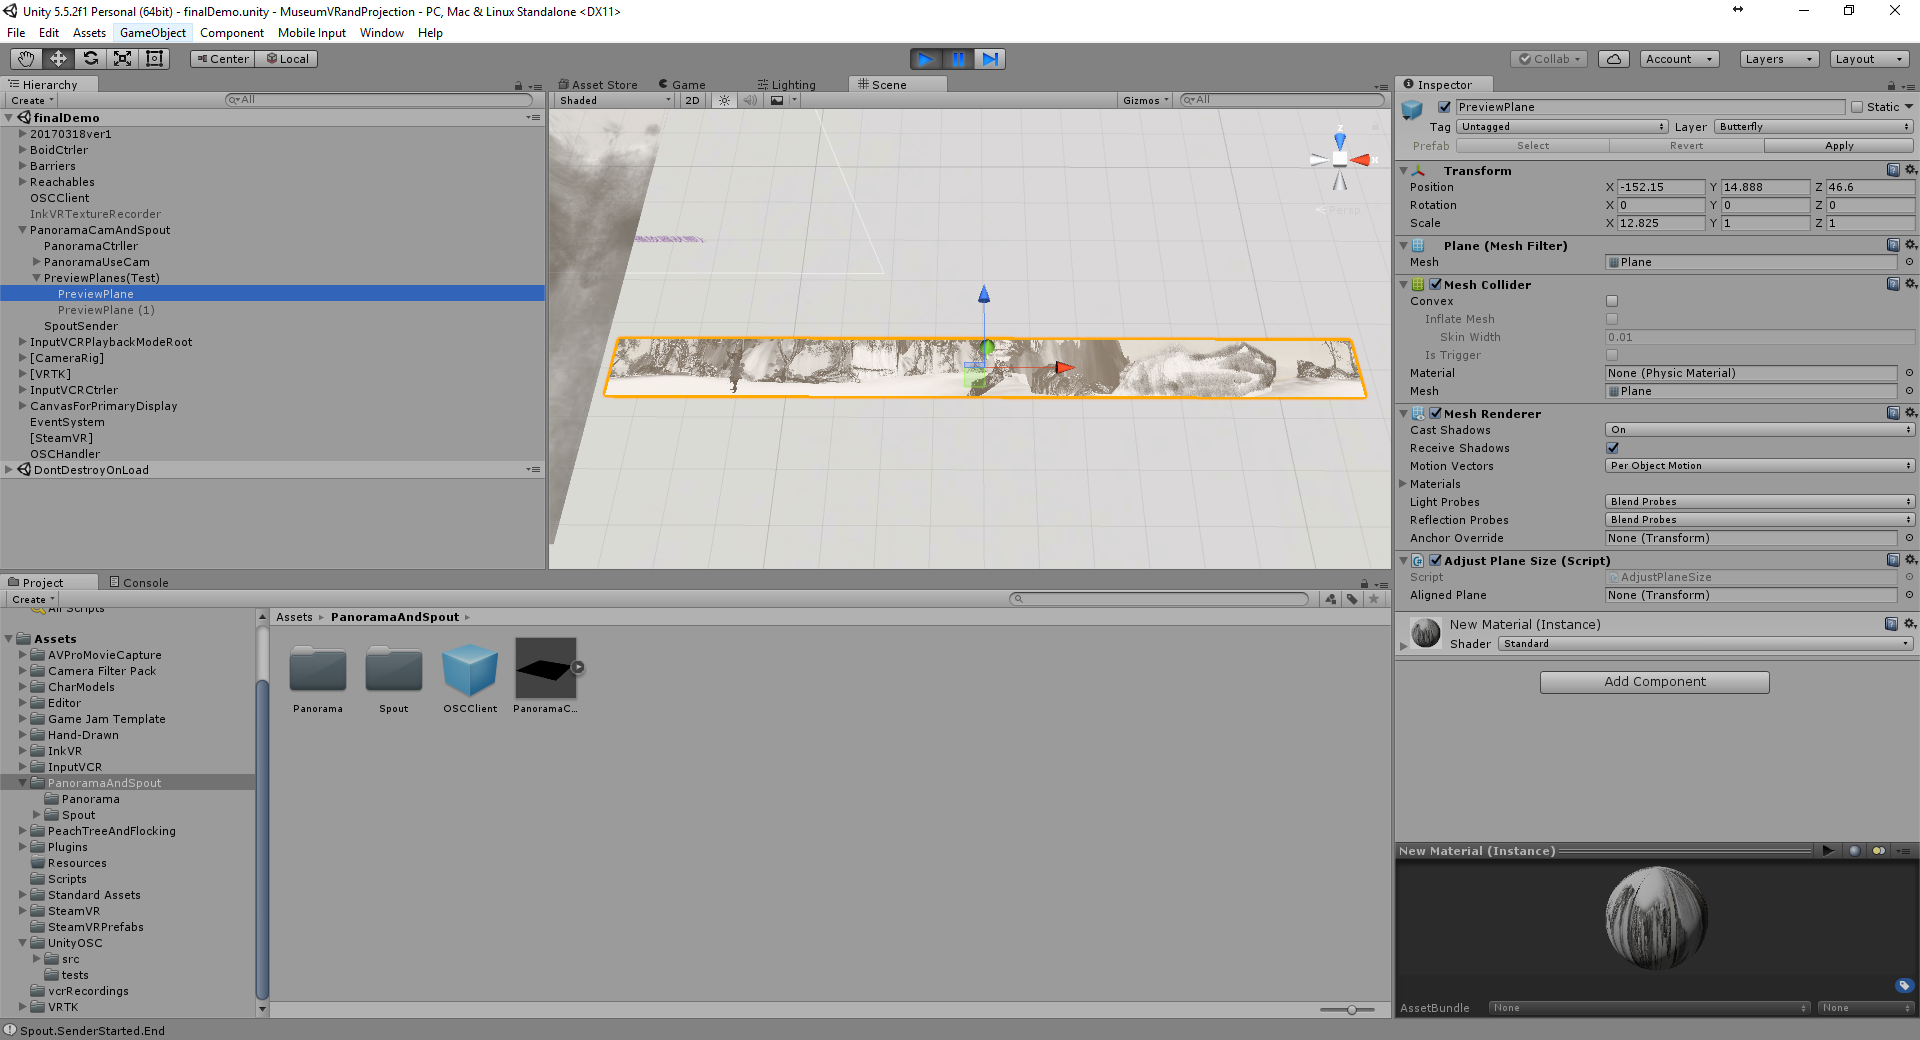 Unity 5.5.2f1 Personal (64bit) - finalDemo.unity - MuseumVRandProjection - PC, Mac & Linux Standalone <DX11>
File Edit Assets GameObject Component Mobile Input Window Help
Center Local Collab Account Layers Layout
Hierarchy
Create All
finalDemo
20170318ver1
BoidCtrler
Barriers
Reachables
OSCClient
InkVRTextureRecorder
PanoramaCamAndSpout
PanoramaCtrller
PanoramaUseCam
PreviewPlanes(Test)
PreviewPlane
PreviewPlane (1)
SpoutSender
InputVCRPlaybackModeRoot
[CameraRig]
[VRTK]
InputVCRCtrler
CanvasForPrimaryDisplay
EventSystem
[SteamVR]
OSCHandler
DontDestroyOnLoad
Asset Store Game Lighting Scene
Shaded 2D Gizmos All
z
x
Persp
Inspector
PreviewPlane Static
Tag Untagged Layer Butterfly
Prefab Select Revert Apply
Transform
Position X -152.15 Y 14.888 Z 46.6
Rotation X 0 Y 0 Z 0
Scale X 12.825 Y 1 Z 1
Plane (Mesh Filter)
Mesh Plane
Mesh Collider
Convex
Inflate Mesh
Skin Width 0.01
Is Trigger
Material None (Physic Material)
Mesh Plane
Mesh Renderer
Cast Shadows On
Receive Shadows
Motion Vectors Per Object Motion
Materials
Light Probes Blend Probes
Reflection Probes Blend Probes
Anchor Override None (Transform)
Adjust Plane Size (Script)
Script AdjustPlaneSize
Aligned Plane None (Transform)
New Material (Instance)
Shader Standard
Add Component
New Material (Instance)
AssetBundle None None
Project Console
Create
All Scripts
Assets
AVProMovieCapture
Camera Filter Pack
CharModels
Editor
Game Jam Template
Hand-Drawn
InkVR
InputVCR
PanoramaAndSpout
Panorama
Spout
PeachTreeAndFlocking
Plugins
Resources
Scripts
Standard Assets
SteamVR
SteamVRPrefabs
UnityOSC
src
tests
vcrRecordings
VRTK
Assets PanoramaAndSpout
Panorama Spout OSCClient PanoramaC...
Spout.SenderStarted.End